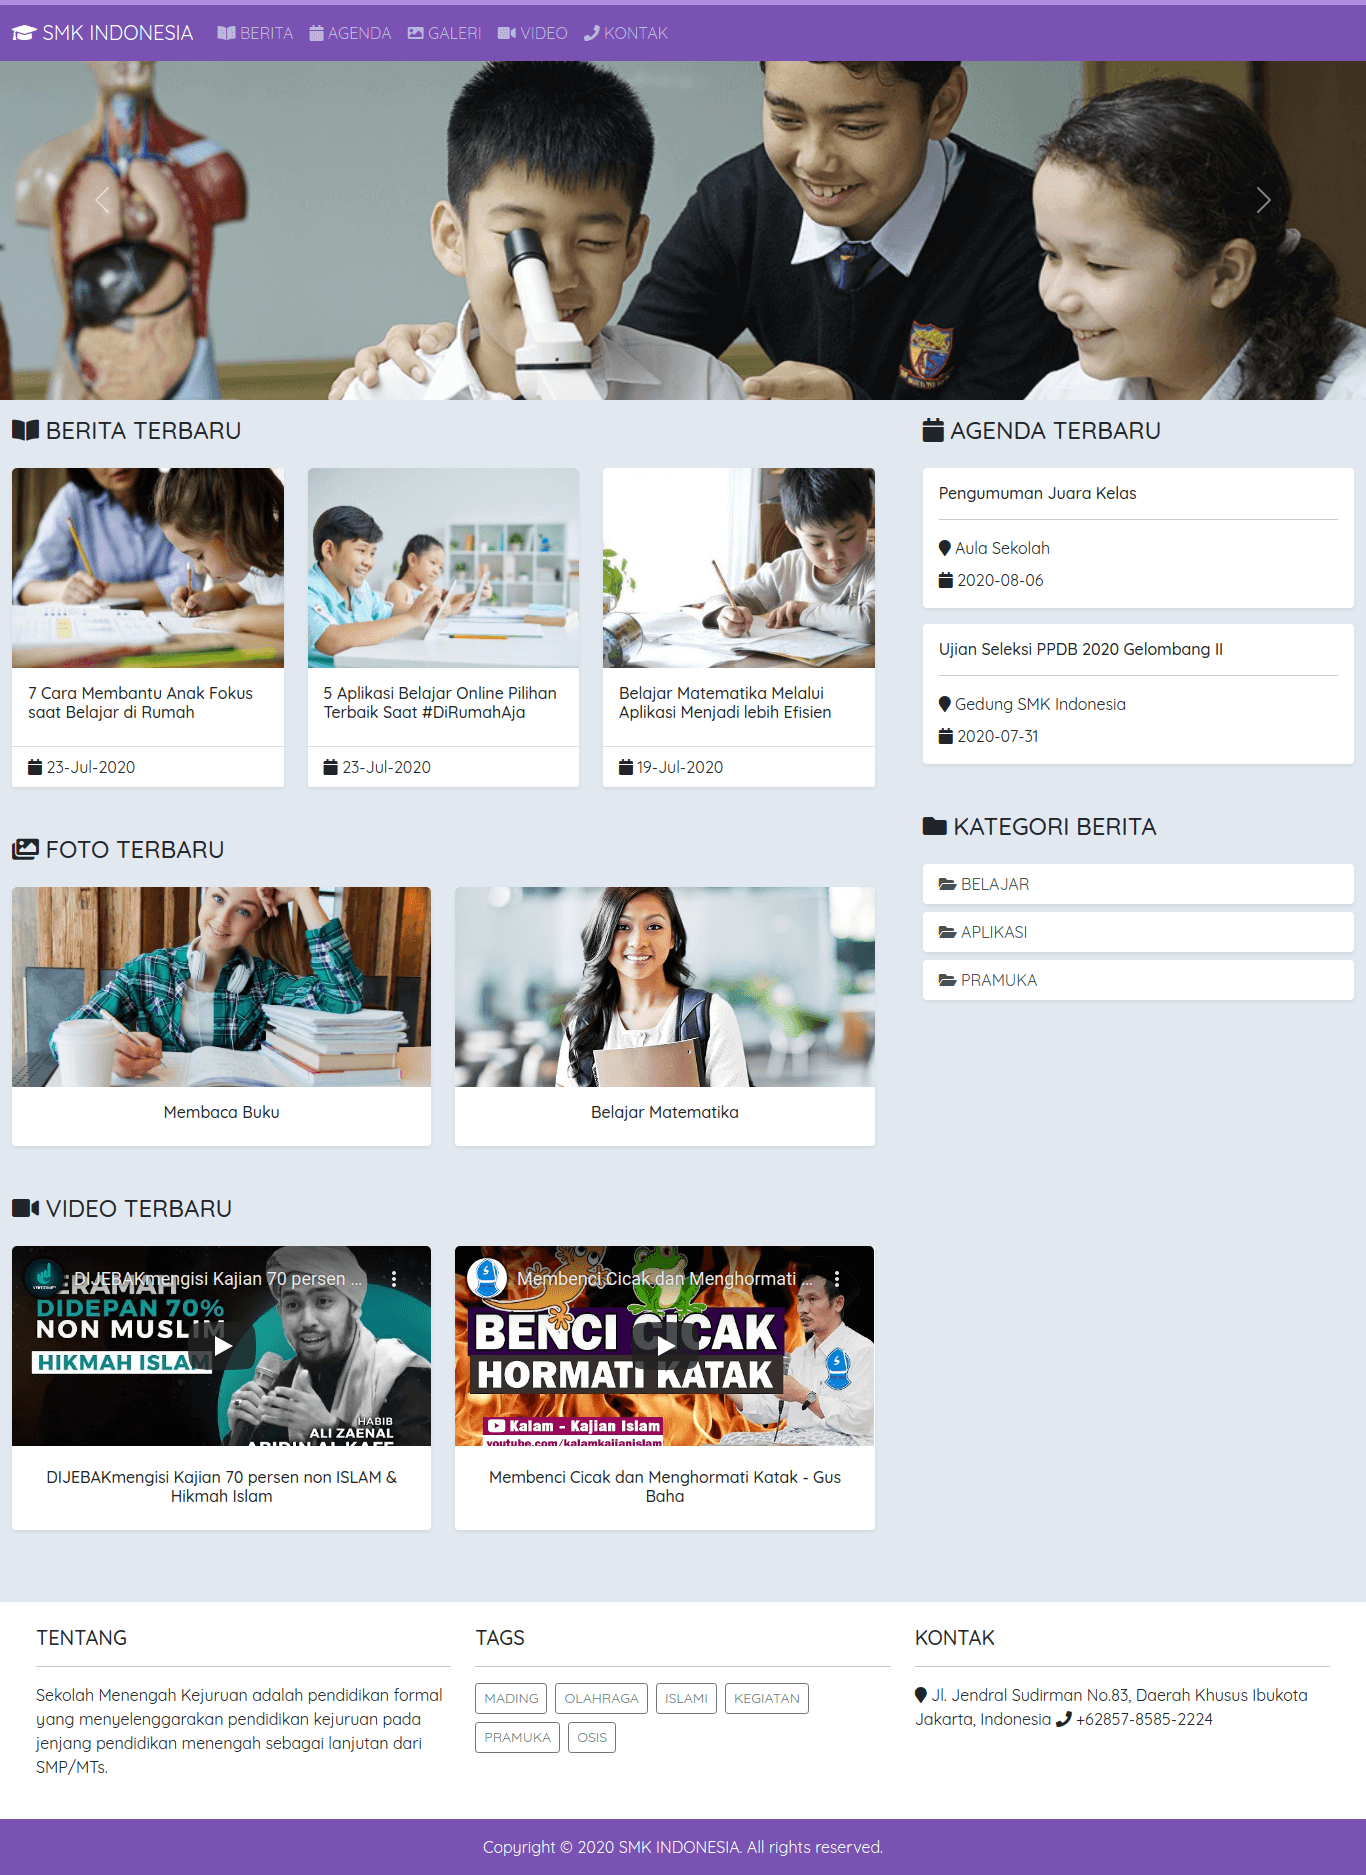 SMK INDONESIA BERITA AGENDA GALERI VIDEO KONTAK
BERITA TERBARU
7 Cara Membantu Anak Fokus
saat Belajar di Rumah
23-Jul-2020
5 Aplikasi Belajar Online Pilihan
Terbaik Saat #DiRumahAja
23-Jul-2020
Belajar Matematika Melalui
Aplikasi Menjadi lebih Efisien
19-Jul-2020
FOTO TERBARU
Membaca Buku
Belajar Matematika
VIDEO TERBARU
DIJEBAKmengisi Kajian 70 persen ...
DIDEPAN 70%
NON MUSLIM
HIKMAH ISLAM
HABIB
ALI ZAENAL
ABIDIN AL KAFF
DIJEBAKmengisi Kajian 70 persen non ISLAM &
Hikmah Islam
Membenci Cicak dan Menghormati ...
BENCI CICAK
HORMATI KATAK
Kalam - Kajian Islam
youtube.com/kalamkajianislam
Membenci Cicak dan Menghormati Katak - Gus
Baha
AGENDA TERBARU
Pengumuman Juara Kelas
Aula Sekolah
2020-08-06
Ujian Seleksi PPDB 2020 Gelombang II
Gedung SMK Indonesia
2020-07-31
KATEGORI BERITA
BELAJAR
APLIKASI
PRAMUKA
TENTANG
Sekolah Menengah Kejuruan adalah pendidikan formal
yang menyelenggarakan pendidikan kejuruan pada
jenjang pendidikan menengah sebagai lanjutan dari
SMP/MTs.
TAGS
MADING OLAHRAGA ISLAMI KEGIATAN
PRAMUKA OSIS
KONTAK
Jl. Jendral Sudirman No.83, Daerah Khusus Ibukota
Jakarta, Indonesia +62857-8585-2224
Copyright © 2020 SMK INDONESIA. All rights reserved.